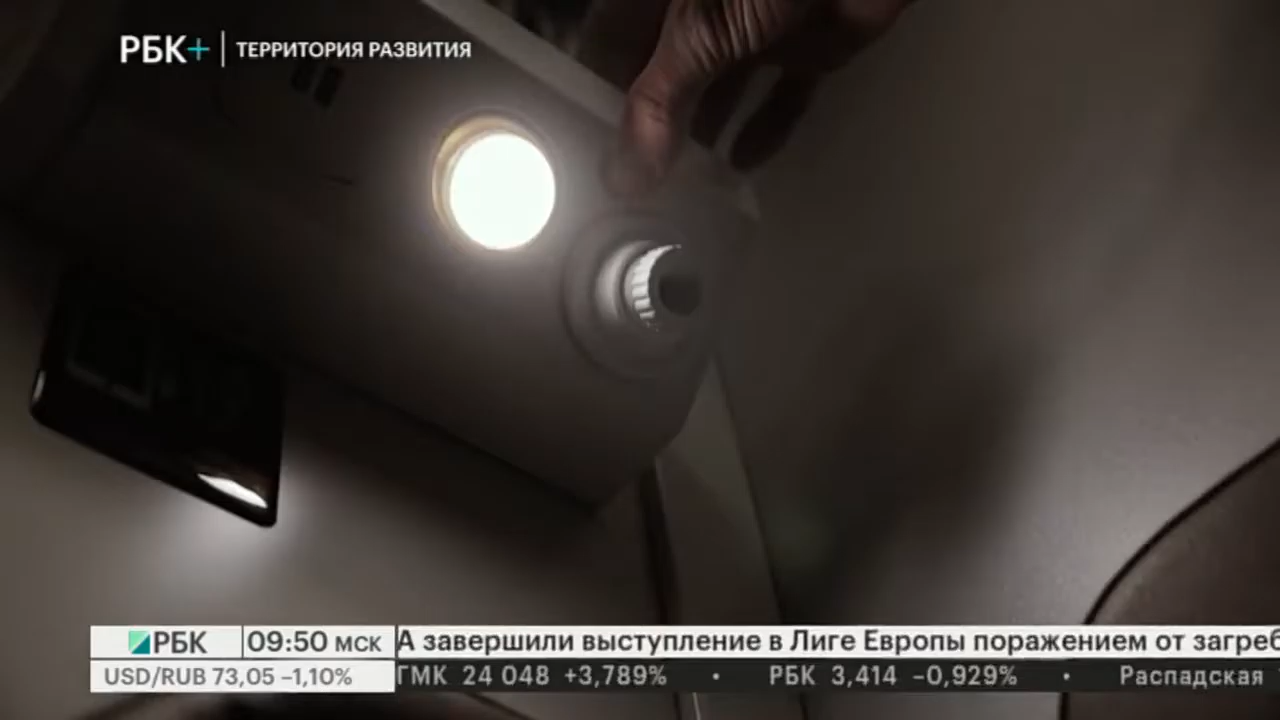 РБК+ ТЕРРИТОРИЯ РАЗВИТИЯ
РБК 09:50 МСК А завершили выступление в Лиге Европы поражением от загреб
USD/RUB 73,05 -1,10% ГМК 24 048 +3,789% • РБК 3,414 -0,929% • Распадская